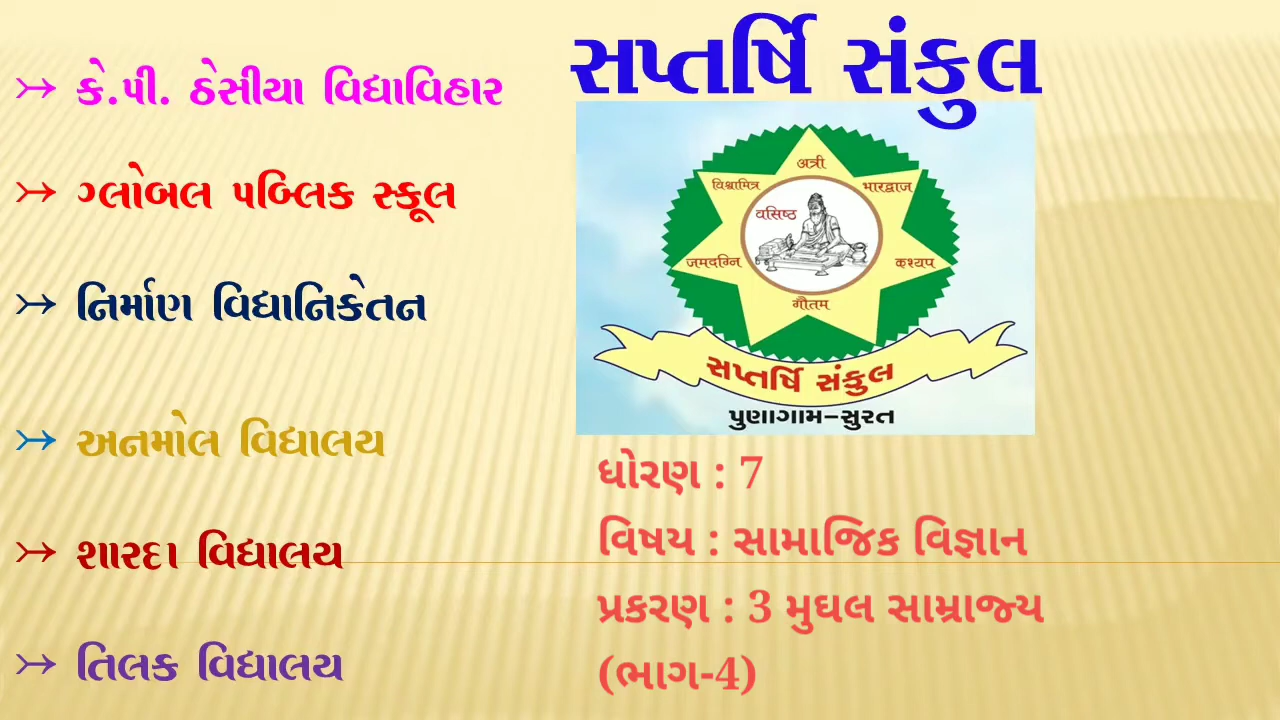 કે.પી. ઠેસીયા વિદ્યાવિહાર
ગ્લોબલ પબ્લિક સ્કૂલ
નિર્માણ વિદ્યાનિકેતન
અનમોલ વિદ્યાલય
શારદા વિદ્યાલય
તિલક વિદ્યાલય
સપ્તર્ષિ સંકુલ
अत्री
विश्वामित्र
भारद्वाज
वसिष्ठ
जमदग्नि
कश्यप
गौतम
સપ્તર્ષિ સંકુલ
પુણાગામ-સુરત
ધોરણ : 7
વિષય : સામાજિક વિજ્ઞાન
પ્રકરણ : 3 મુઘલ સામ્રાજ્ય
(ભાગ-4)